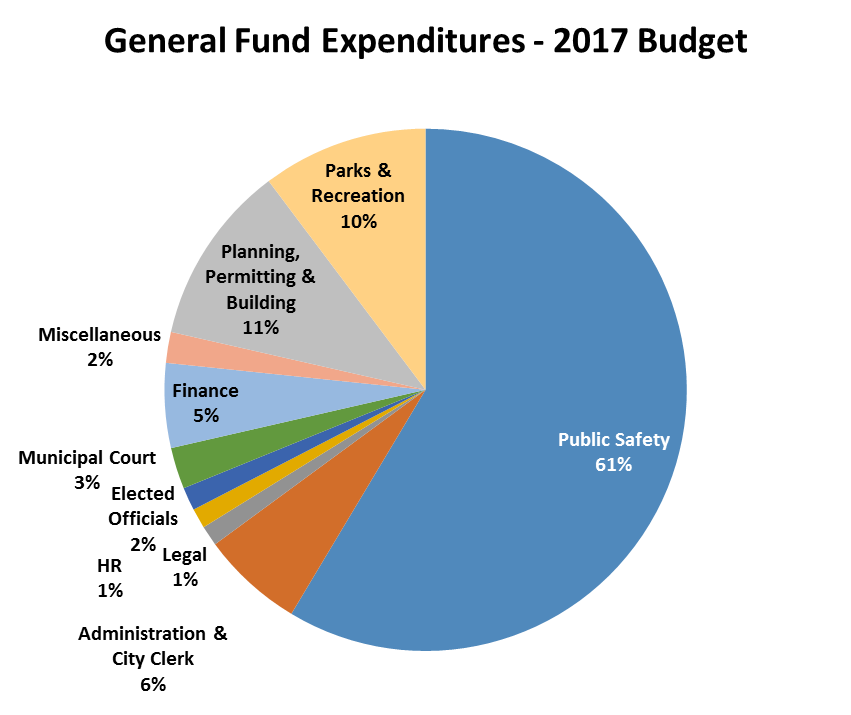 General Fund Expenditures - 2017 Budget
Parks &
Recreation
10%
Planning,
Permitting &
Building
11%
Miscellaneous
2%
Finance
5%
Public Safety
61%
Municipal Court
3%
Elected
Officials
2%
Legal
1%
HR
1%
Administration &
City Clerk
6%